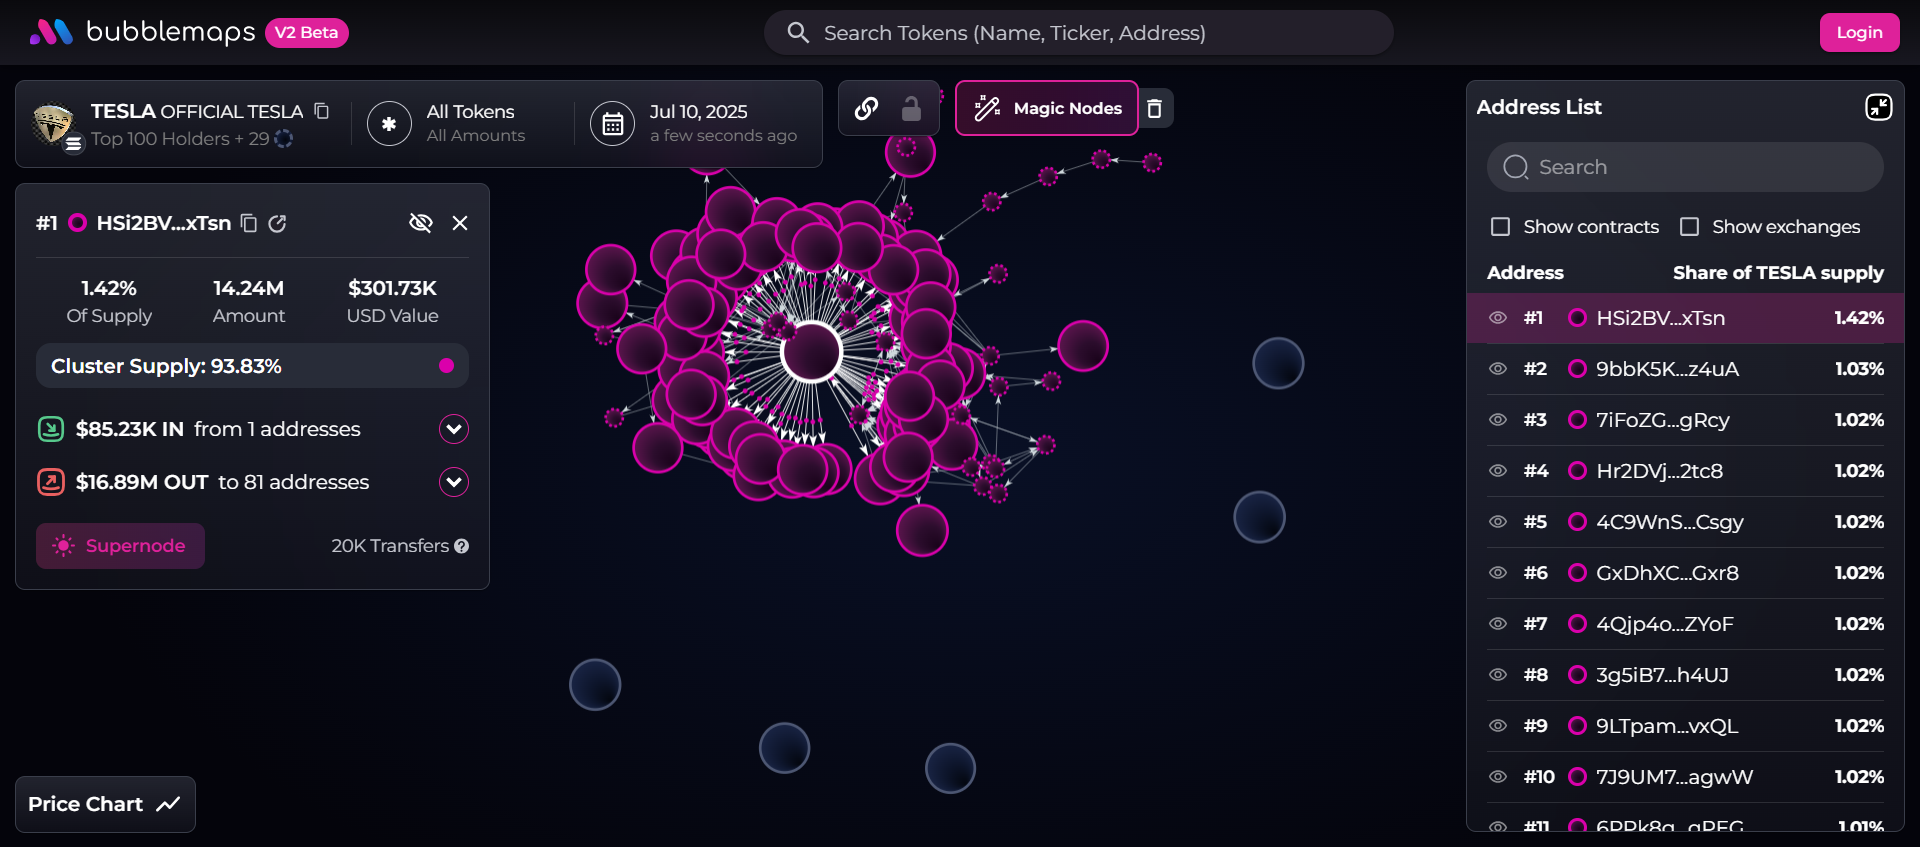 bubblemaps V2 Beta
Search Tokens (Name, Ticker, Address)
Login
TESLA OFFICIAL TESLA
Top 100 Holders + 29
All Tokens
All Amounts
Jul 10, 2025
a few seconds ago
Magic Nodes
#1 HSi2BV...xTsn
1.42% 14.24M $301.73K
Of Supply Amount USD Value
Cluster Supply: 93.83%
$85.23K IN from 1 addresses
$16.89M OUT to 81 addresses
Supernode 20K Transfers
Price Chart
Address List
Search
Show contracts Show exchanges
Address Share of TESLA supply
#1 HSi2BV...xTsn 1.42%
#2 9bbK5K...z4uA 1.03%
#3 7iFoZG...gRcy 1.02%
#4 Hr2DVj...2tc8 1.02%
#5 4C9WnS...Csgy 1.02%
#6 GxDhXC...Gxr8 1.02%
#7 4Qjp4o...ZYoF 1.02%
#8 3g5iB7...h4UJ 1.02%
#9 9LTpam...vxQL 1.02%
#10 7J9UM7...agwW 1.02%
#11 1.01%